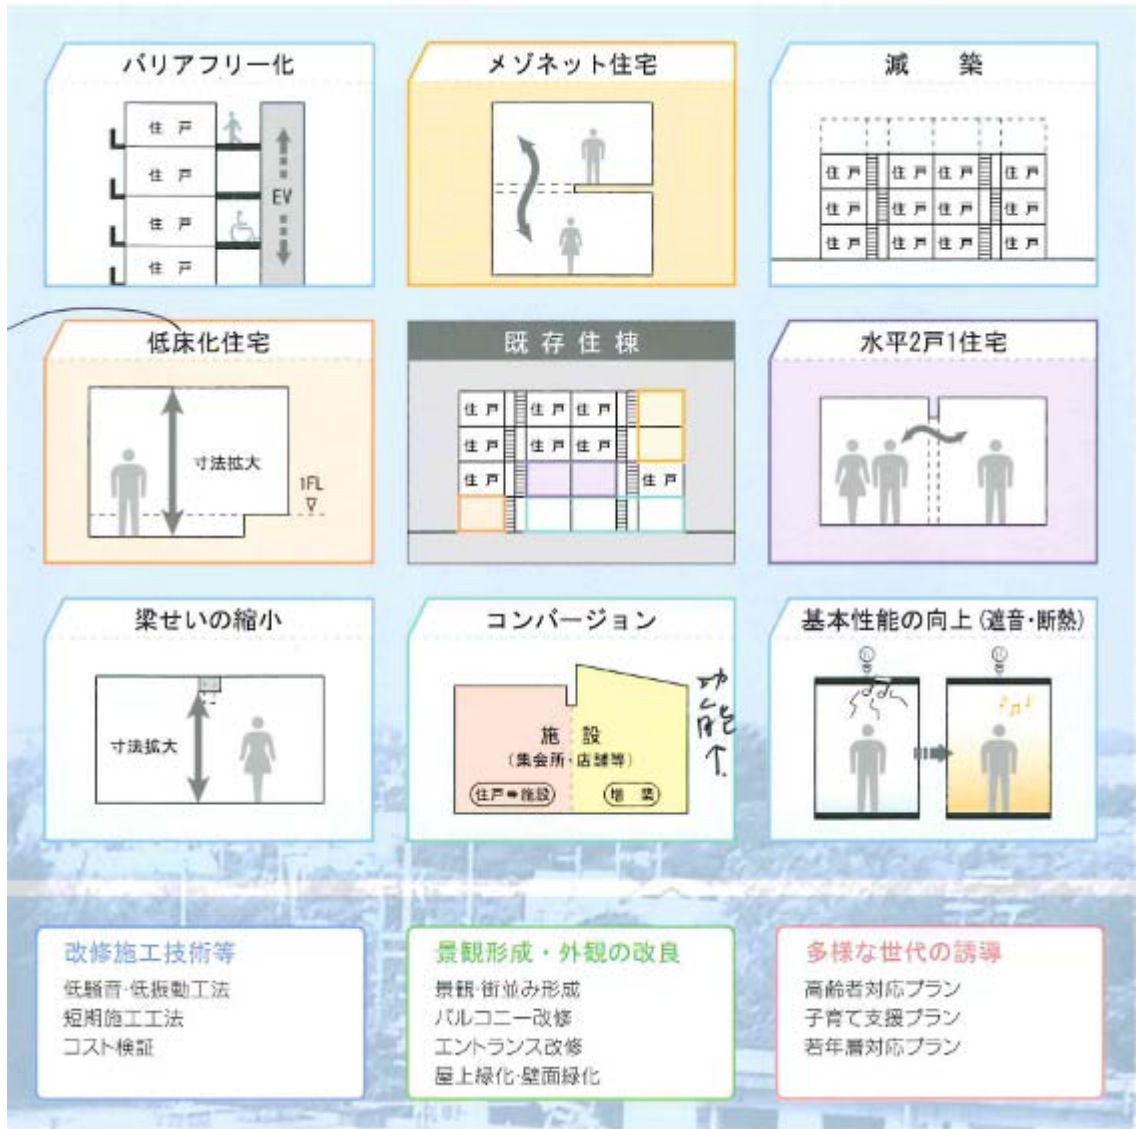 バリアフリー化
住戸
住戸
EV
住戸
住戸
メゾネット住宅
減築
住戸 住戸 住戸 住戸
住戸 住戸 住戸 住戸
住戸 住戸 住戸 住戸
低床化住宅
寸法拡大
1FL
既存住棟
住戸 住戸 住戸
住戸 住戸 住戸
住戸 住戸
水平2戸1住宅
梁せいの縮小
寸法拡大
コンバージョン
施設
(集会所・店舗等)
住戸➡施設 増築
功能↑
基本性能の向上(遮音・断熱)
改修施工技術等
低騒音・低振動工法
短期施工工法
コスト検証
景観形成・外観の改良
景観・街並み形成
バルコニー改修
エントランス改修
屋上緑化・壁面緑化
多様な世代の誘導
高齢者対応プラン
子育て支援プラン
若年層対応プラン